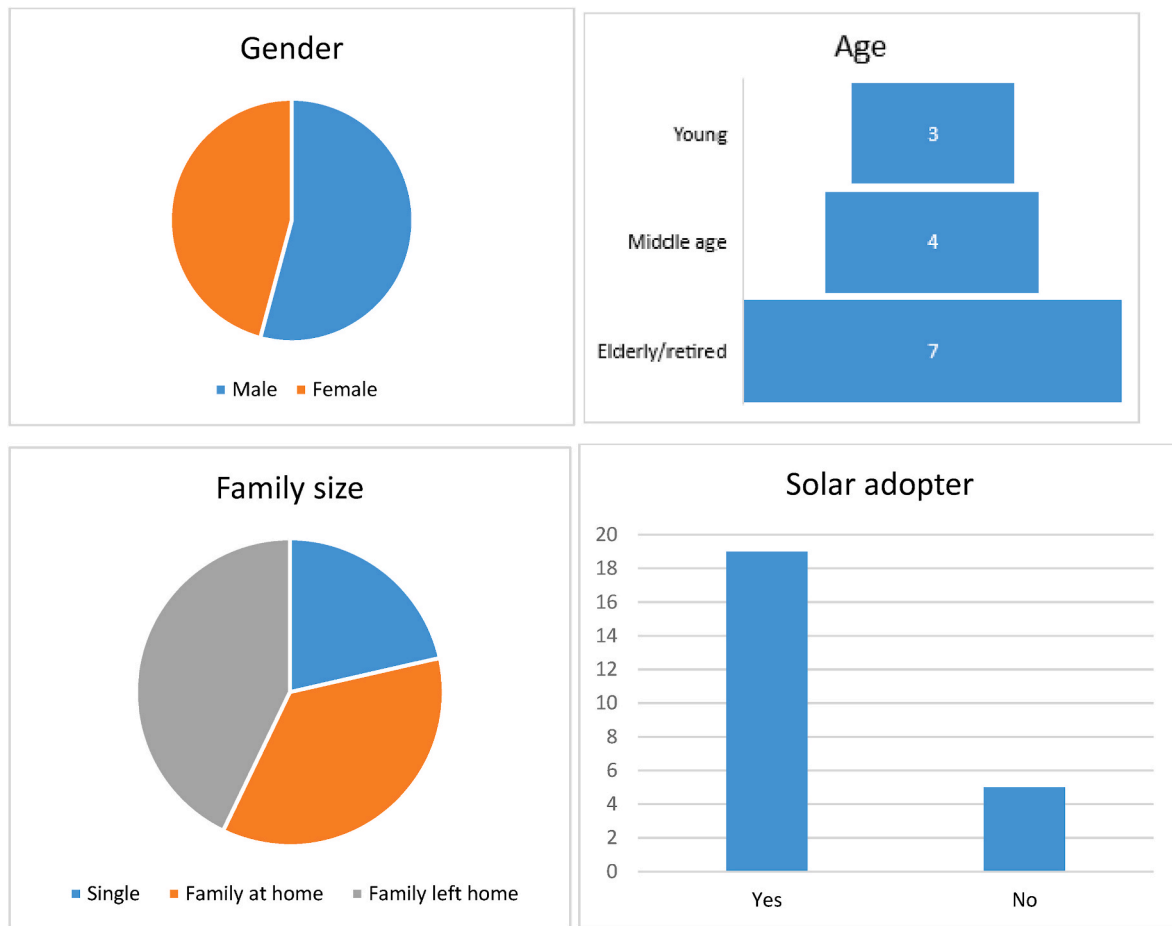 Gender
Male Female
Age
Young 3
Middle age 4
Elderly/retired 7
Family size
Single Family at home Family left home
Solar adopter
20
18
16
14
12
10
8
6
4
2
0
Yes No